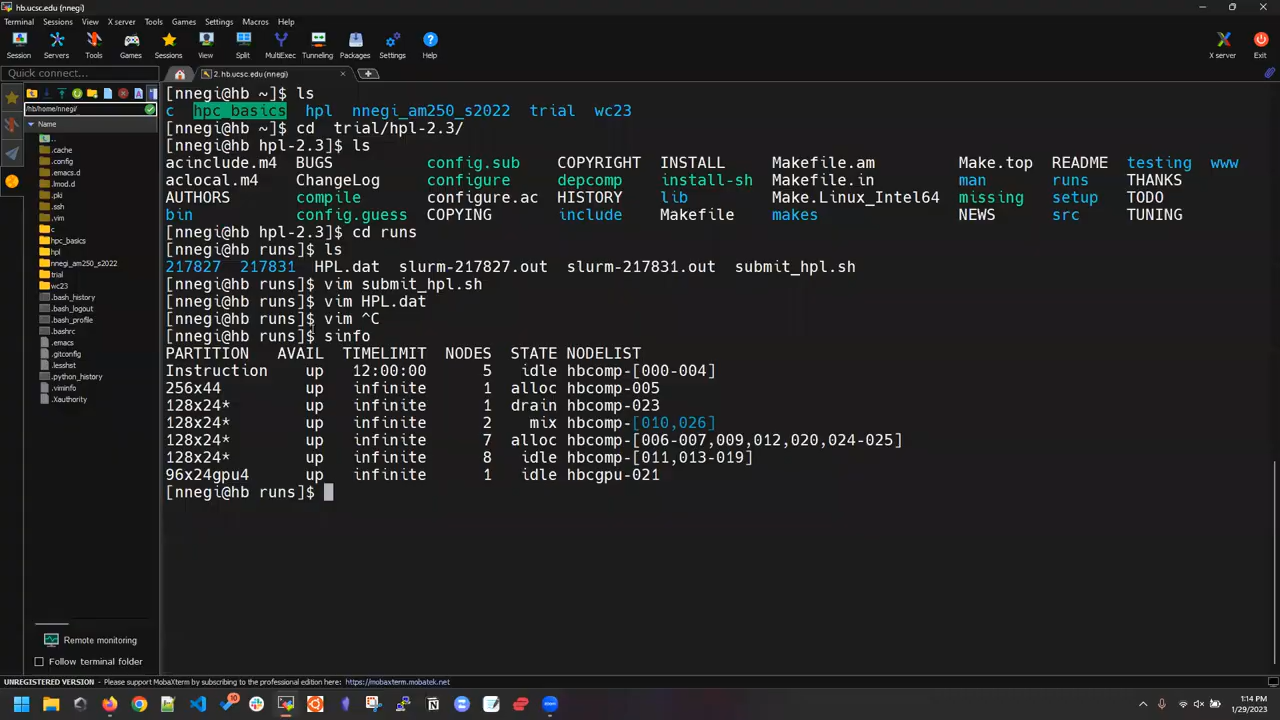 hb.ucsc.edu (nnegi)
Terminal Sessions View X server Tools Games Settings Macros Help
Session Servers Tools Games Sessions View Split MultiExec Tunneling Packages Settings Help X server Exit
Quick connect...
2. hb.ucsc.edu (nnegi)
/hb/home/nnegi/
Name
..
.cache
.config
.emacs.d
.lmod.d
.pki
.ssh
.vim
c
hpc_basics
hpl
nnegi_am250_s2022
trial
wc23
.bash_history
.bash_logout
.bash_profile
.bashrc
.emacs
.gitconfig
.lesshst
.python_history
.viminfo
.Xauthority
Remote monitoring
Follow terminal folder
[nnegi@hb ~]$ ls
c hpc_basics hpl nnegi_am250_s2022 trial wc23
[nnegi@hb ~]$ cd trial/hpl-2.3/
[nnegi@hb hpl-2.3]$ ls
acinclude.m4 BUGS config.sub COPYRIGHT INSTALL Makefile.am Make.top README testing www
aclocal.m4 ChangeLog configure depcomp install-sh Makefile.in man runs THANKS
AUTHORS compile configure.ac HISTORY lib Make.Linux_Intel64 missing setup TODO
bin config.guess COPYING include Makefile makes NEWS src TUNING
[nnegi@hb hpl-2.3]$ cd runs
[nnegi@hb runs]$ ls
217827 217831 HPL.dat slurm-217827.out slurm-217831.out submit_hpl.sh
[nnegi@hb runs]$ vim submit_hpl.sh
[nnegi@hb runs]$ vim HPL.dat
[nnegi@hb runs]$ vim ^C
[nnegi@hb runs]$ sinfo
PARTITION AVAIL TIMELIMIT NODES STATE NODELIST
Instruction up 12:00:00 5 idle hbcomp-[000-004]
256x44 up infinite 1 alloc hbcomp-005
128x24* up infinite 1 drain hbcomp-023
128x24* up infinite 2 mix hbcomp-[010,026]
128x24* up infinite 7 alloc hbcomp-[006-007,009,012,020,024-025]
128x24* up infinite 8 idle hbcomp-[011,013-019]
96x24gpu4 up infinite 1 idle hbcgpu-021
[nnegi@hb runs]$
UNREGISTERED VERSION - Please support MobaXterm by subscribing to the professional edition here: https://mobaxterm.mobatek.net
10
1:14 PM
1/29/2023